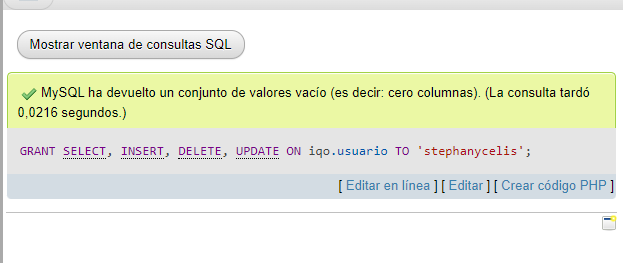 Mostrar ventana de consultas SQL
MySQL ha devuelto un conjunto de valores vacío (es decir: cero columnas). (La consulta tardó
0,0216 segundos.)
GRANT SELECT, INSERT, DELETE, UPDATE ON iqo.usuario TO 'stephanycelis';
[ Editar en línea ] [ Editar ] [ Crear código PHP ]